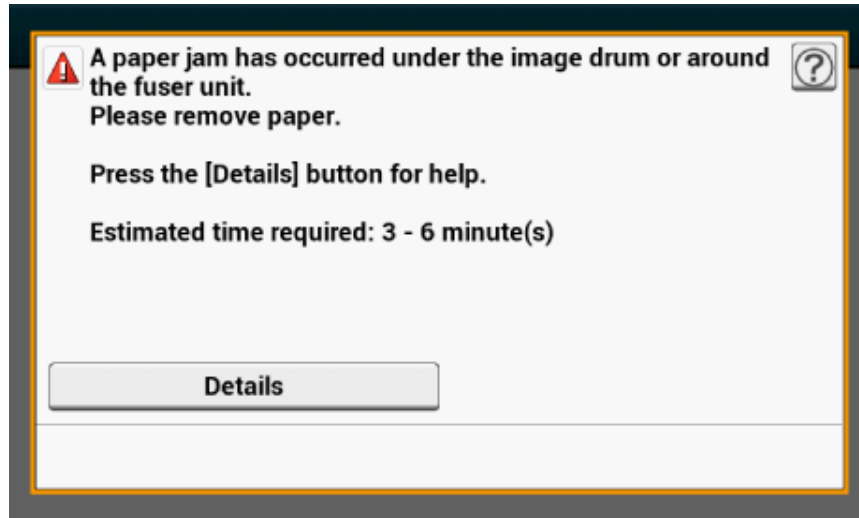 A paper jam has occurred under the image drum or around
the fuser unit.
Please remove paper.
Press the [Details] button for help.
Estimated time required: 3 - 6 minute(s)
Details